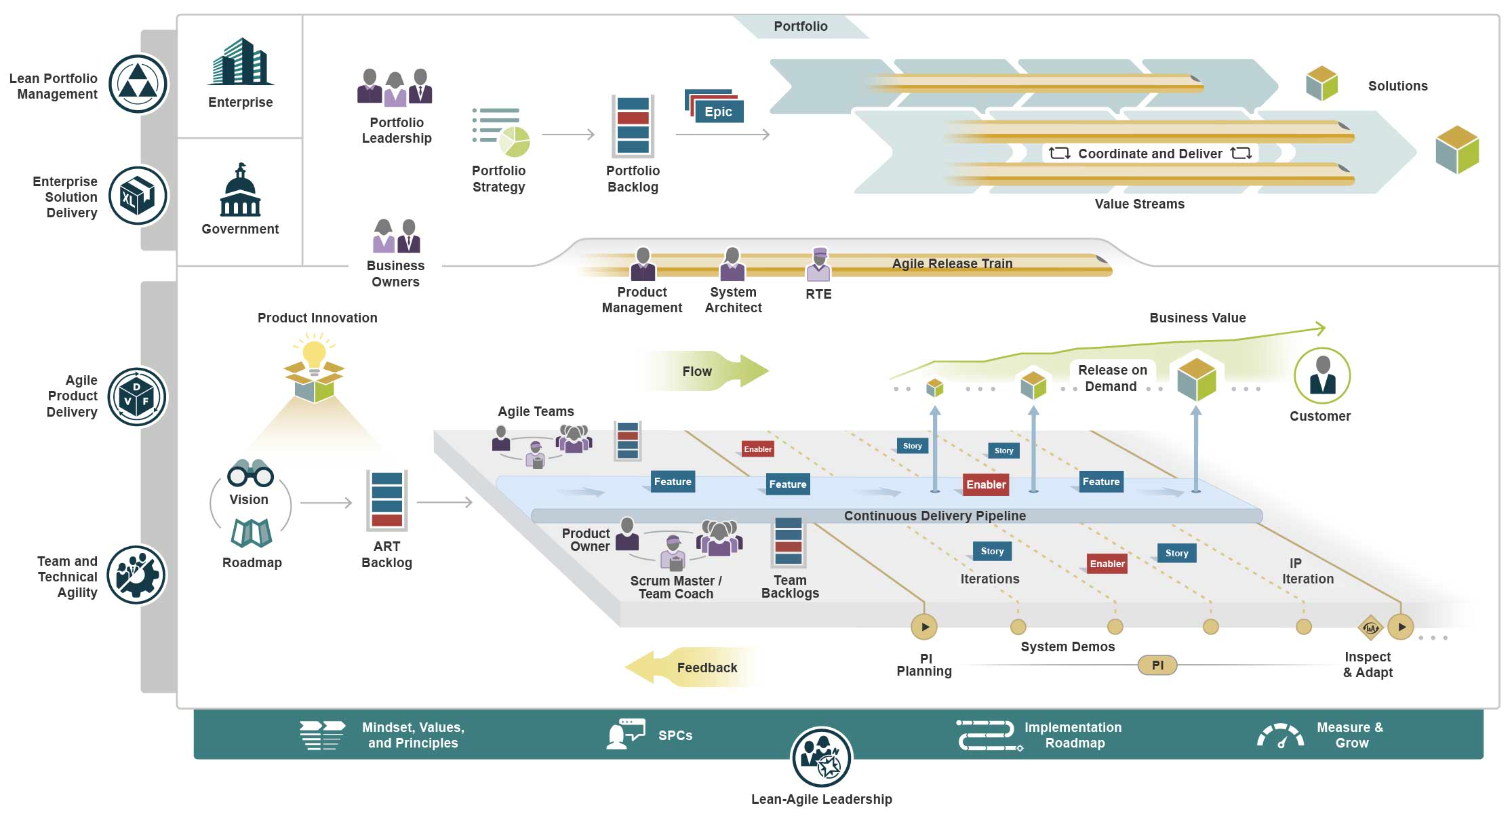 Portfolio
Lean Portfolio
Management
Enterprise
Solution
Delivery
Agile
Product
Delivery
Team and
Technical
Agility
XL
D
V
F
Enterprise
Government
Portfolio
Leadership
Portfolio
Strategy
Portfolio
Backlog
Epic
Solutions
Coordinate and Deliver
Value Streams
Business
Owners
Agile Release Train
Product
Management
System
Architect
RTE
Product Innovation
Flow
Business Value
Release on
Demand
Customer
Vision
Roadmap
ART
Backlog
Agile Teams
Enabler
Story
Story
Feature
Feature
Enabler
Feature
Continuous Delivery Pipeline
Product
Owner
Scrum Master /
Team Coach
Team
Backlogs
Story
Enabler
Story
Iterations
IP
Iteration
I&A
PI
Planning
System Demos
PI
Inspect
& Adapt
Feedback
Mindset, Values,
and Principles
SPCs
Implementation
Roadmap
Measure &
Grow
Lean-Agile Leadership